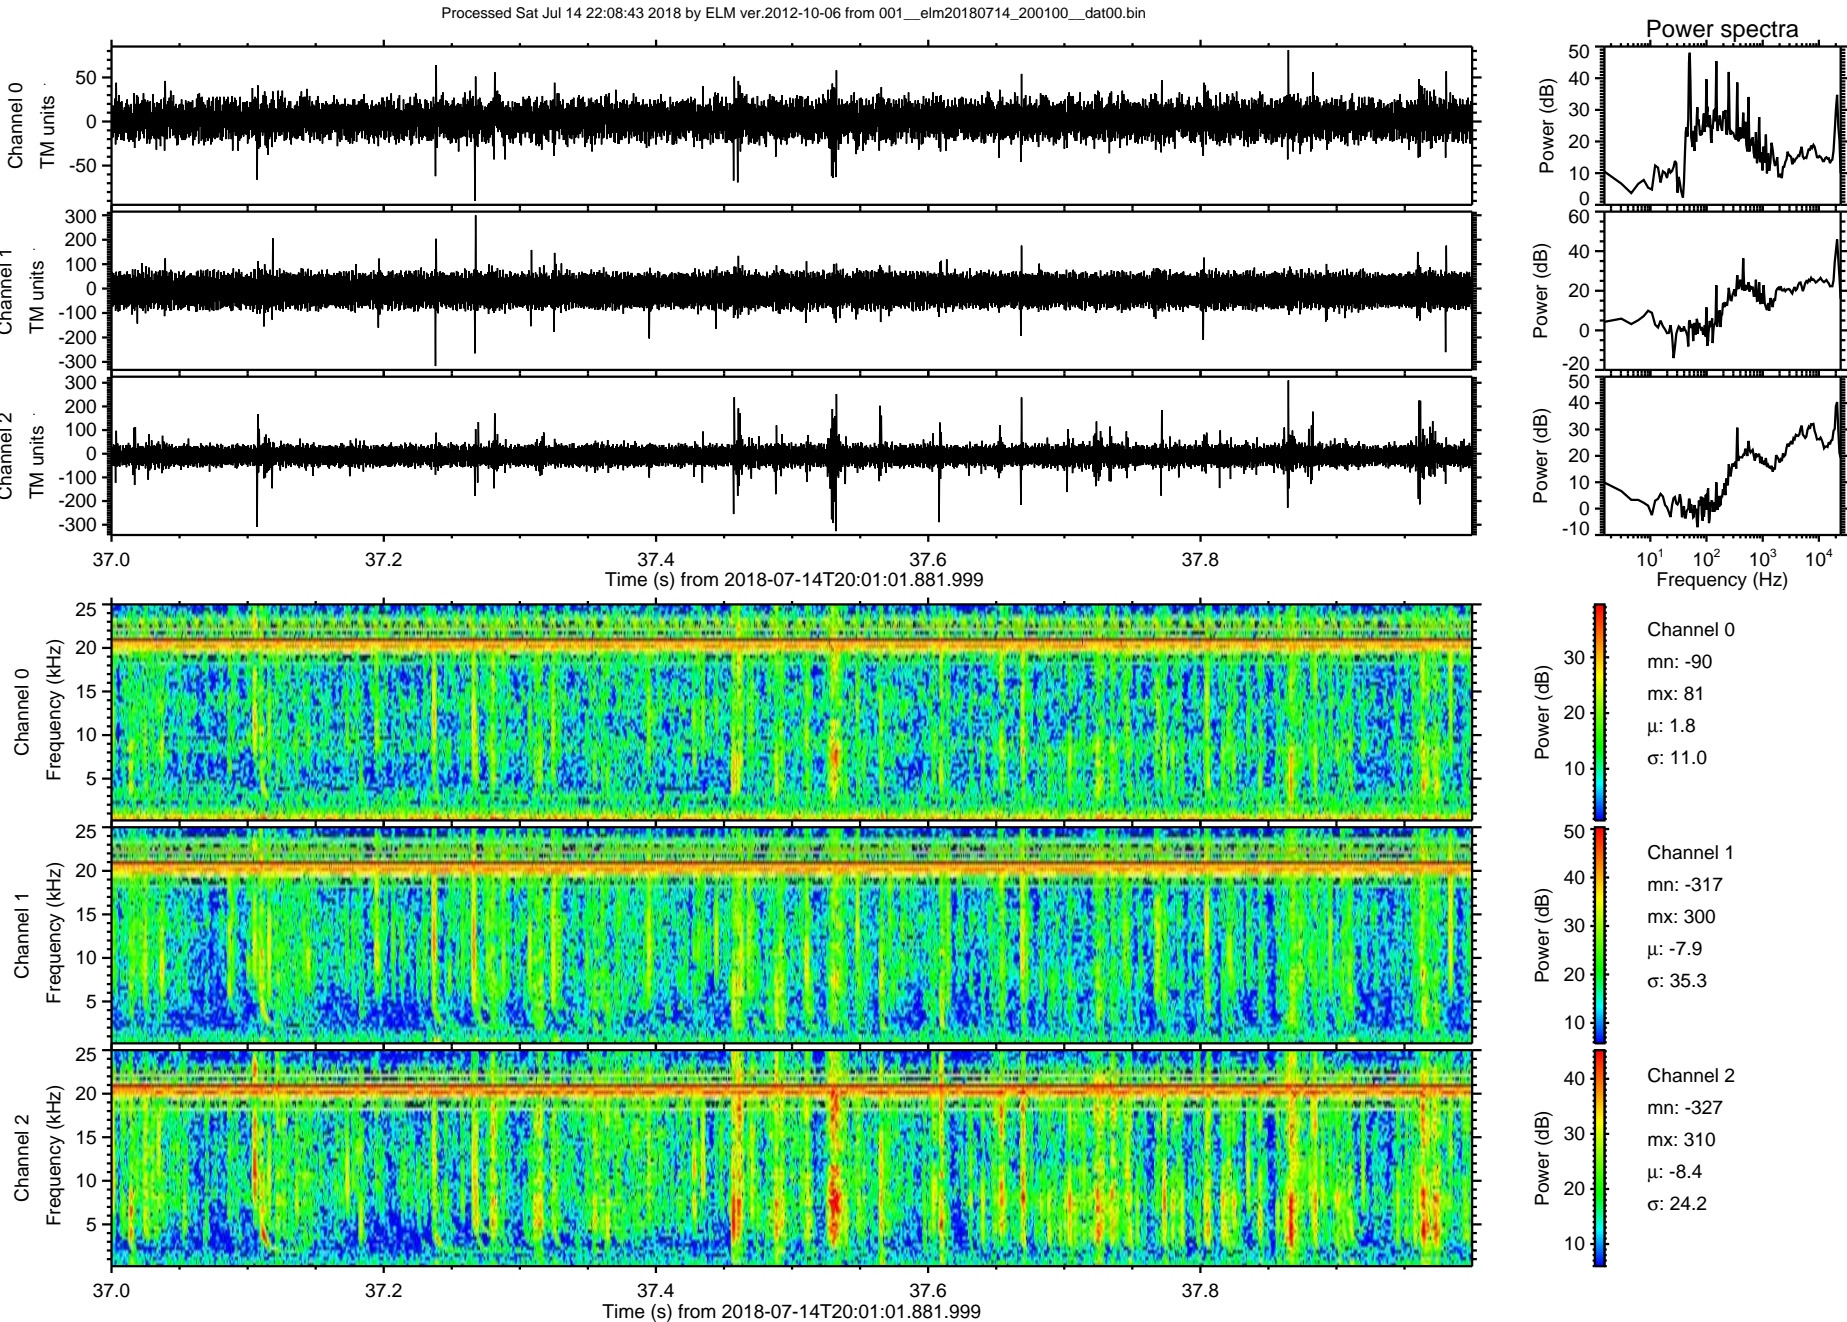 Processed Sat Jul 14 22:08:43 2018 by ELM ver.2012-10-06 from 001__elm20180714_200100__dat00.bin
Power spectra
Channel 0
TM units
50
0
-50
Power (dB)
50
40
30
20
10
0
Channel 1
TM units
300
200
100
0
-100
-200
-300
Power (dB)
60
40
20
0
-20
Channel 2
TM units
300
200
100
0
-100
-200
-300
Power (dB)
50
40
30
20
10
0
-10
37.0 37.2 37.4 37.6 37.8
Time (s) from 2018-07-14T20:01:01.881.999
10¹ 10² 10³ 10⁴
Frequency (Hz)
Channel 0
Frequency (kHz)
25
20
15
10
5
Power (dB)
30
20
10
Channel 0
mn: -90
mx: 81
μ: 1.8
σ: 11.0
Channel 1
Frequency (kHz)
25
20
15
10
5
Power (dB)
50
40
30
20
10
Channel 1
mn: -317
mx: 300
μ: -7.9
σ: 35.3
Channel 2
Frequency (kHz)
25
20
15
10
5
Power (dB)
40
30
20
10
Channel 2
mn: -327
mx: 310
μ: -8.4
σ: 24.2
37.0 37.2 37.4 37.6 37.8
Time (s) from 2018-07-14T20:01:01.881.999